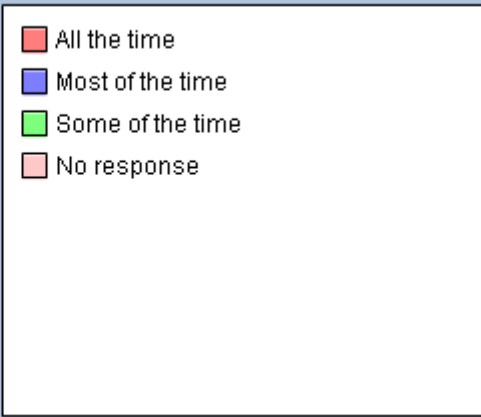 All the time
Most of the time
Some of the time
No response